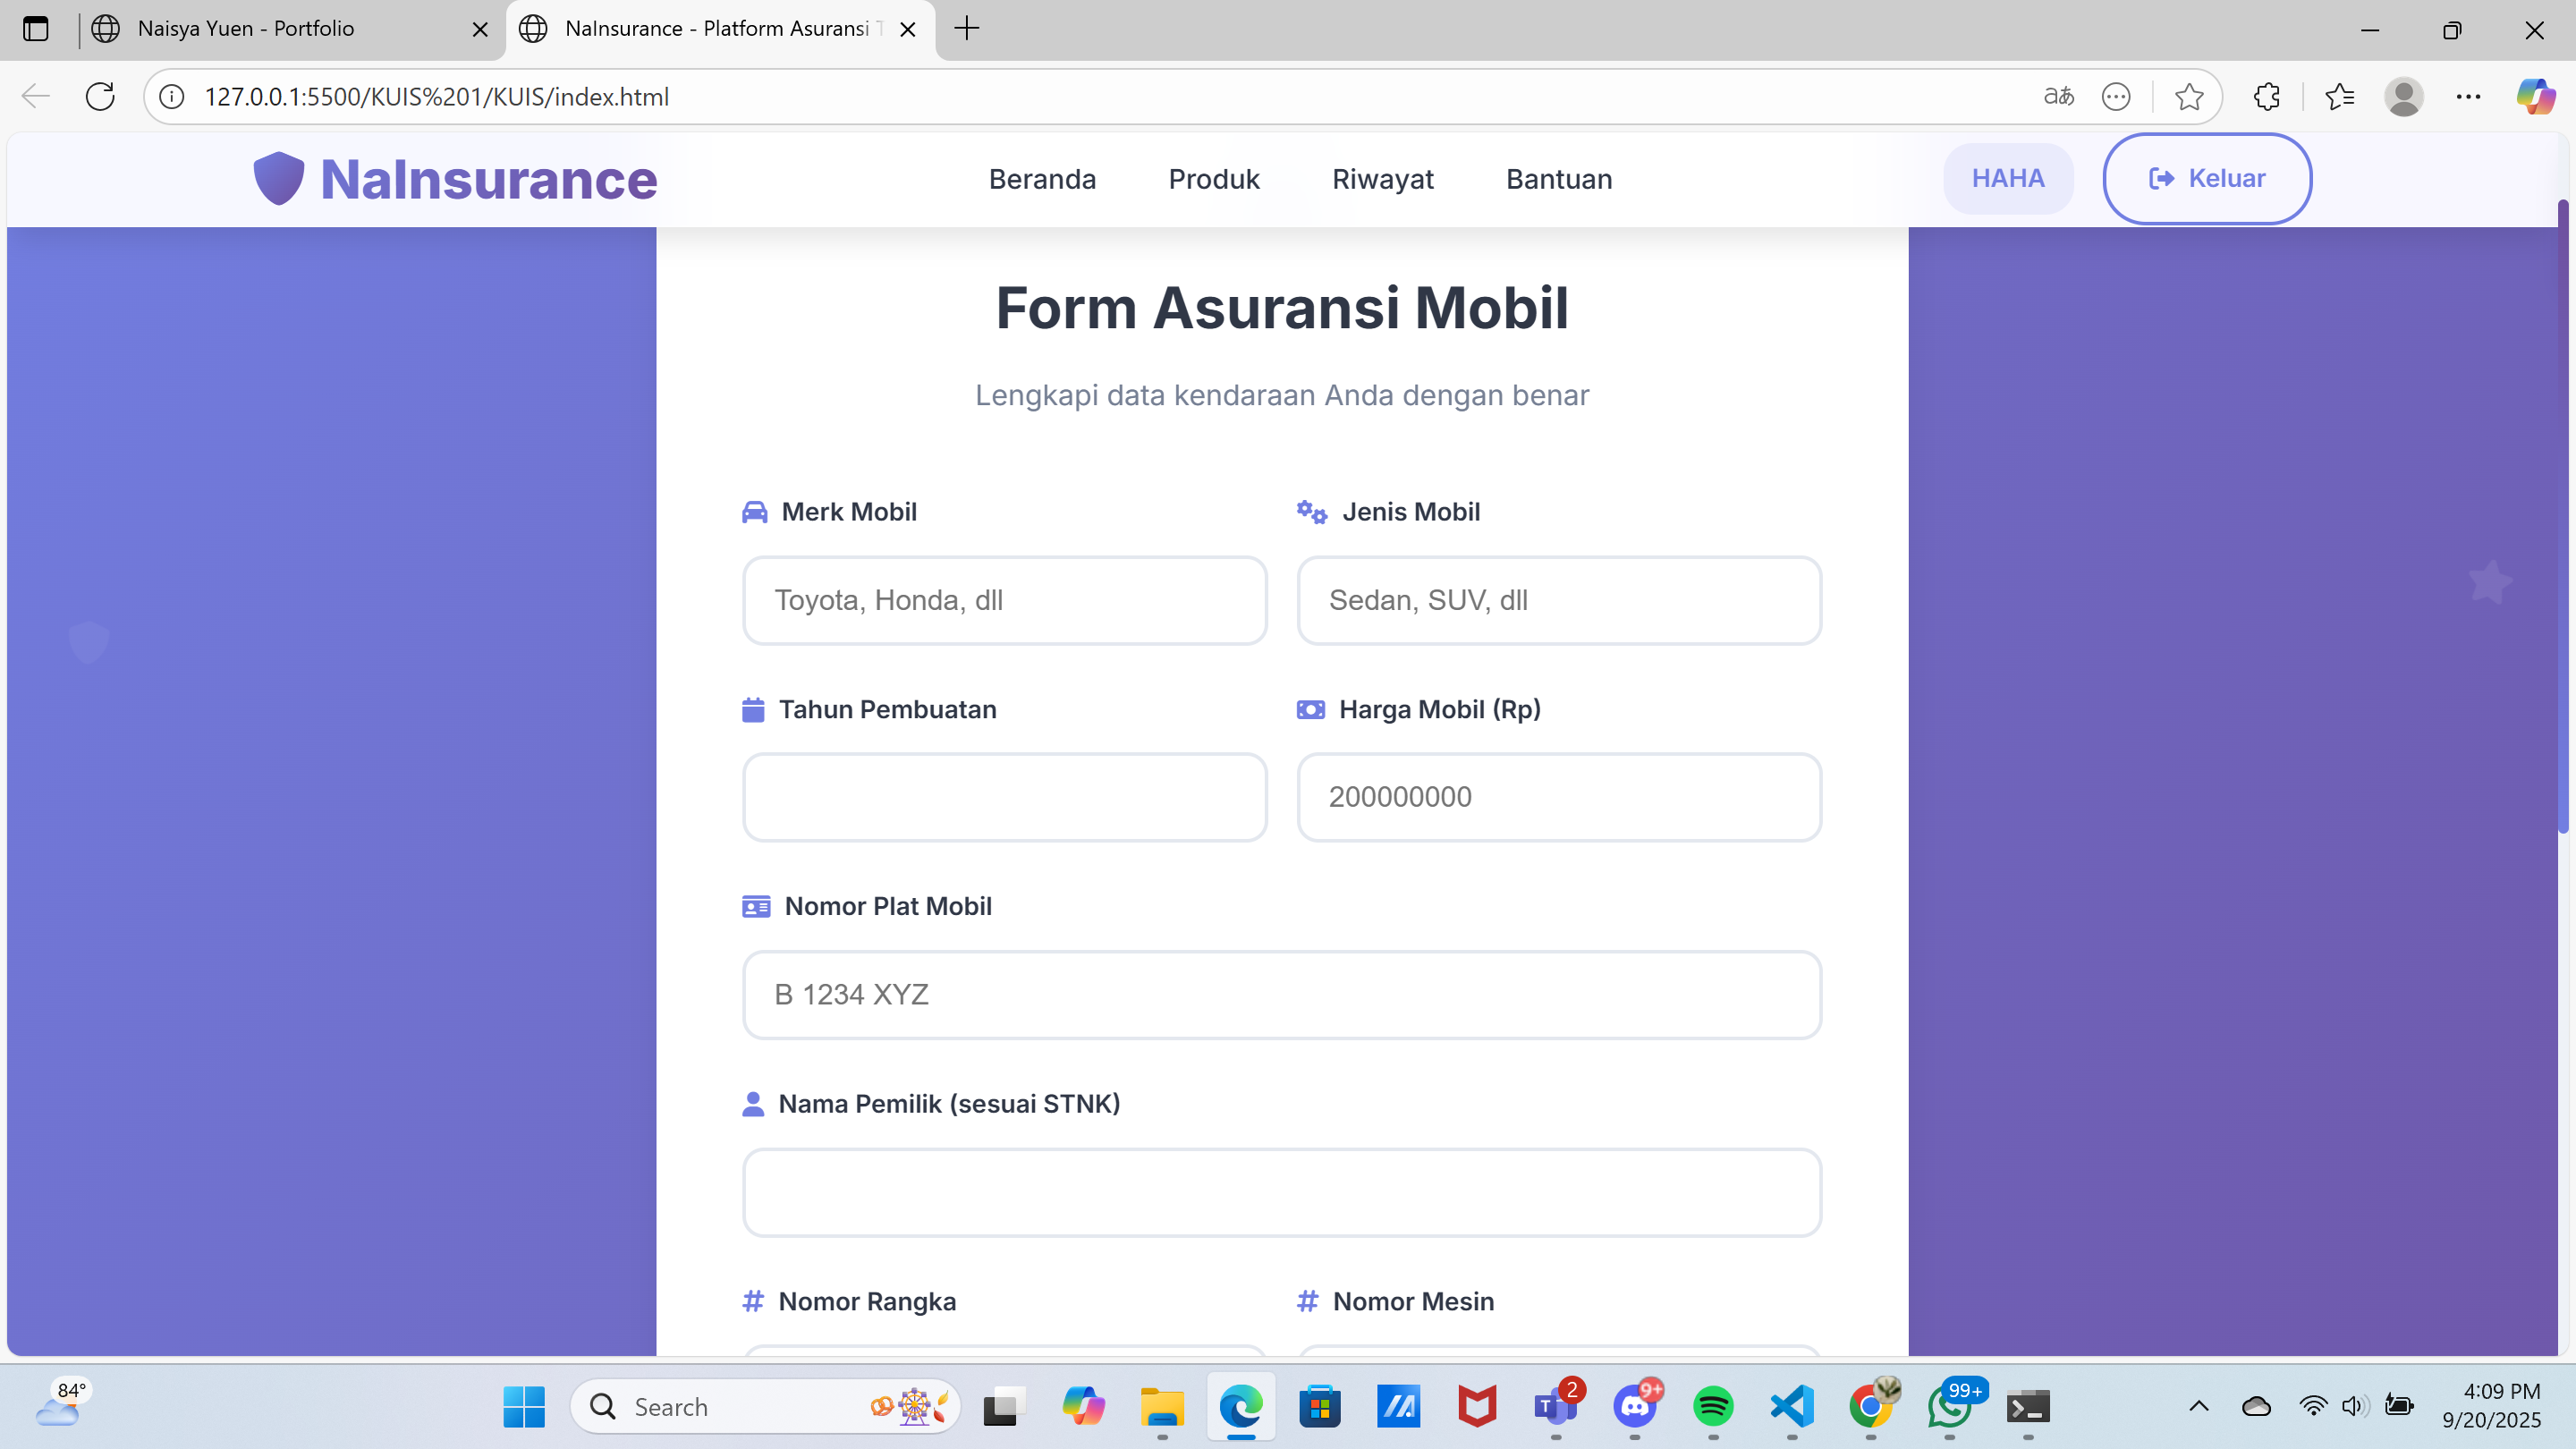 Naisya Yuen - Portfolio
NaInsurance - Platform Asuransi
127.0.0.1:5500/KUIS%201/KUIS/index.html
aあ
NaInsurance
Beranda
Produk
Riwayat
Bantuan
HAHA
Keluar
Form Asuransi Mobil
Lengkapi data kendaraan Anda dengan benar
Merk Mobil
Jenis Mobil
Toyota, Honda, dll
Sedan, SUV, dll
Tahun Pembuatan
Harga Mobil (Rp)
200000000
Nomor Plat Mobil
B 1234 XYZ
Nama Pemilik (sesuai STNK)
# Nomor Rangka
# Nomor Mesin
84°
Search
2
9+
99+
4:09 PM
9/20/2025